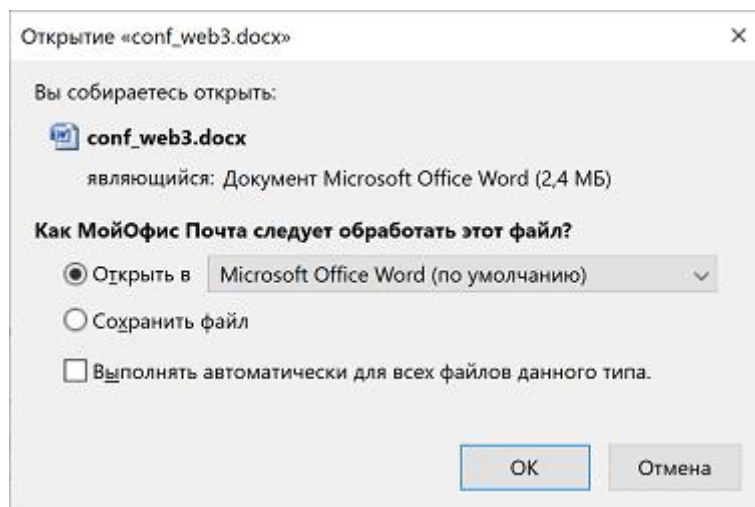 Открытие «conf_web3.docx»
Вы собираетесь открыть:
conf_web3.docx
являющийся: Документ Microsoft Office Word (2,4 МБ)
Как МойОфис Почта следует обработать этот файл?
Открыть в Microsoft Office Word (по умолчанию)
Сохранить файл
Выполнять автоматически для всех файлов данного типа.
ОК Отмена